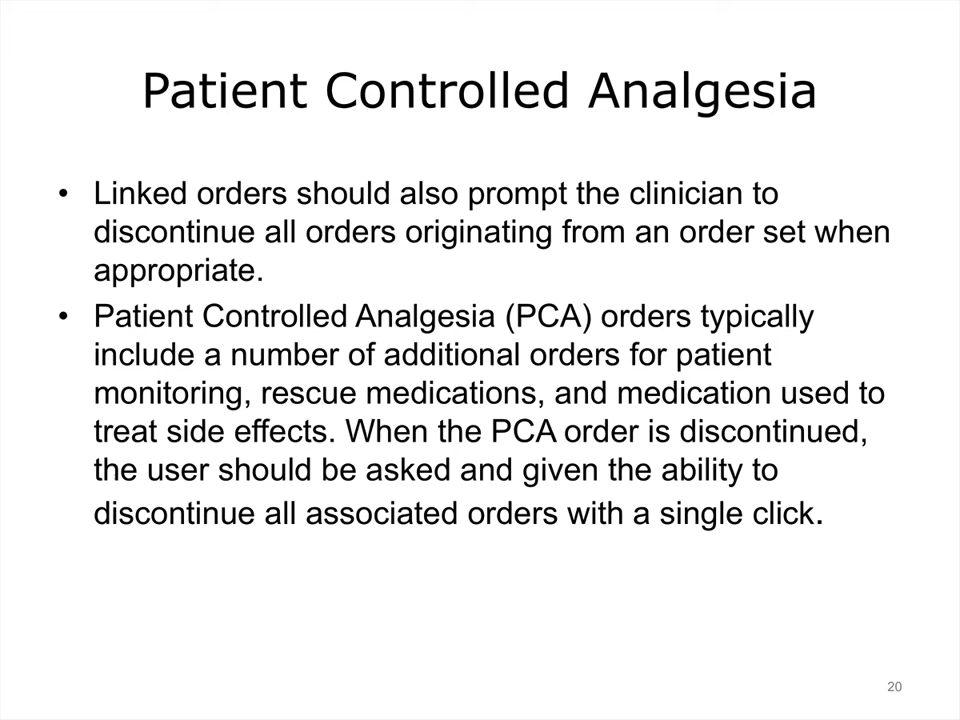 Patient Controlled Analgesia
• Linked orders should also prompt the clinician to
discontinue all orders originating from an order set when
appropriate.
• Patient Controlled Analgesia (PCA) orders typically
include a number of additional orders for patient
monitoring, rescue medications, and medication used to
treat side effects. When the PCA order is discontinued,
the user should be asked and given the ability to
discontinue all associated orders with a single click.
20